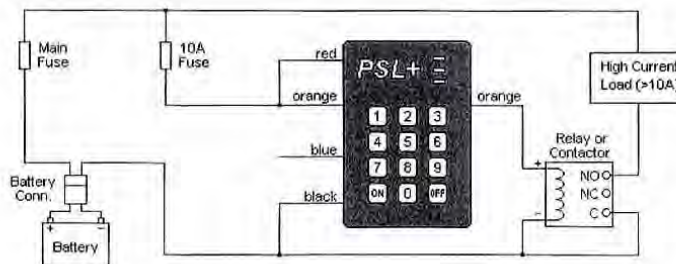 Main
Fuse
10A
Fuse
red
orange
blue
black
PSL+
1 2 3
4 5 6
7 8 9
ON 0 OFF
orange
High Current
Load (>10A)
Relay or
Contactor
+
NO
NC
C
-
Battery
Conn.
+ -
Battery